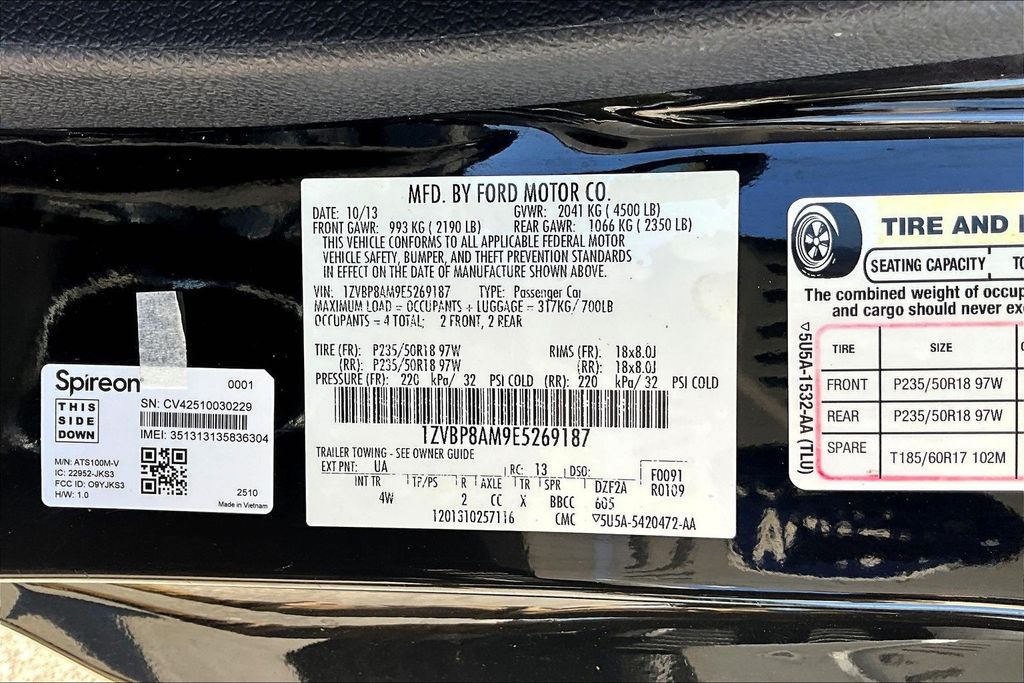 Spireon
0001
THIS
SIDE
DOWN
SN: CV42510030229
IMEI: 351313135836304
M/N: ATS100M-V
IC: 22952-JKS3
FCC ID: O9YJKS3
H/W: 1.0
2510
Made in Vietnam
MFD. BY FORD MOTOR CO.
DATE: 10/13 GVWR: 2041 KG ( 4500 LB)
FRONT GAWR: 993 KG ( 2190 LB) REAR GAWR: 1066 KG ( 2350 LB)
THIS VEHICLE CONFORMS TO ALL APPLICABLE FEDERAL MOTOR
VEHICLE SAFETY, BUMPER, AND THEFT PREVENTION STANDARDS
IN EFFECT ON THE DATE OF MANUFACTURE SHOWN ABOVE.
VIN: 1ZVBP8AM9E5269187 TYPE: Passenger Car
MAXIMUM LOAD = OCCUPANTS + LUGGAGE = 317KG/ 700LB
OCCUPANTS = 4 TOTAL; 2 FRONT, 2 REAR
TIRE (FR): P235/50R18 97W RIMS (FR): 18x8.0J
(RR): P235/50R18 97W (RR): 18x8.0J
PRESSURE (FR): 220 kPa/ 32 PSI COLD (RR): 220 kPa/ 32 PSI COLD
1ZVBP8AM9E5269187
TRAILER TOWING - SEE OWNER GUIDE
EXT PNT: UA RC: 13 DSO: F0091
R0109
INT TR TP/PS R AXLE TR SPR DZF2A
4W 2 CC X BBCC 605
1201310257116 CMC ▽5U5A-5420472-AA
TIRE AND
SEATING CAPACITY
The combined weight of
and cargo should never
▽5U5A-1532-AA (TLU)
TIRE SIZE
FRONT P235/50R18 97W
REAR P235/50R18 97W
SPARE T185/60R17 102M